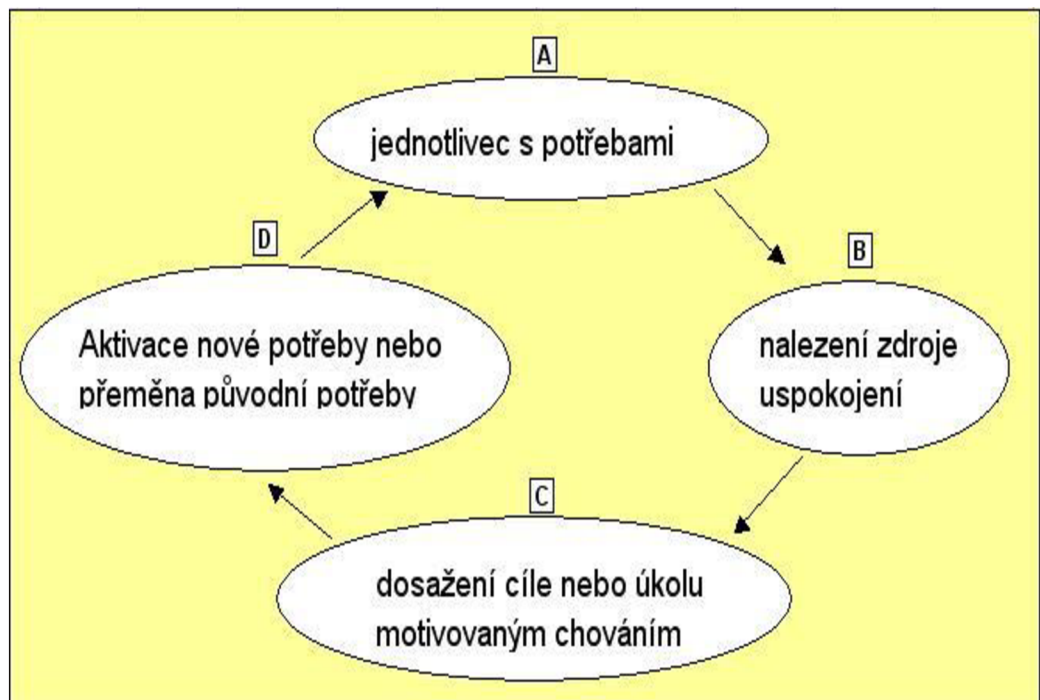 A
jednotlivec s potřebami
B
nalezení zdroje
uspokojení
C
dosažení cíle nebo úkolu
motivovaným chováním
D
Aktivace nové potřeby nebo
přeměna původní potřeby